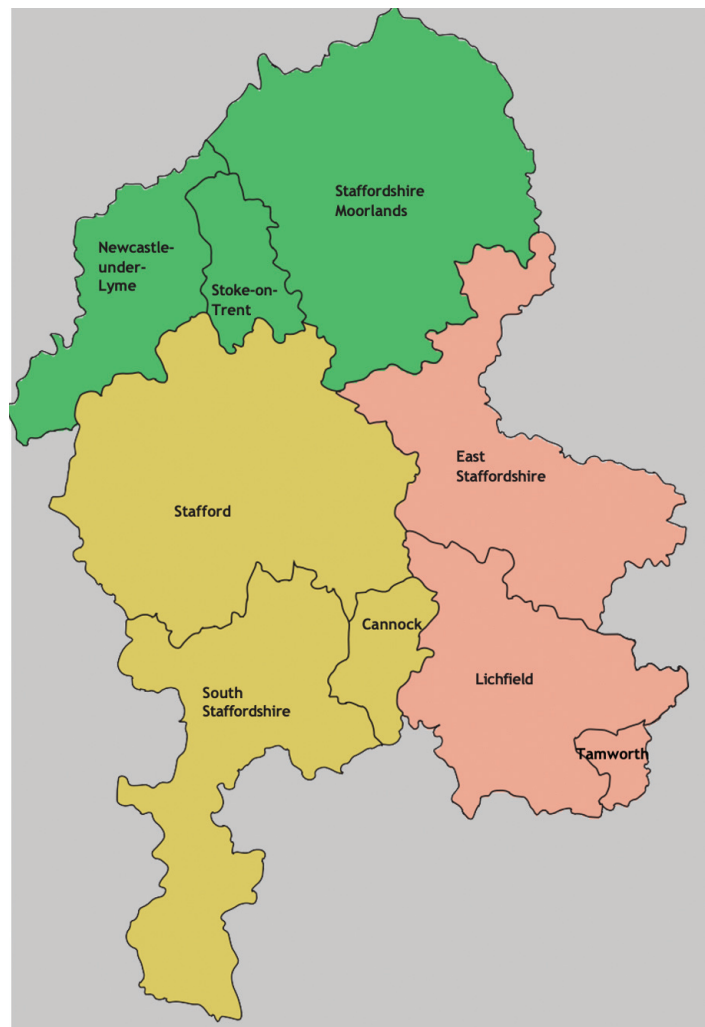 Staffordshire
Moorlands
Newcastle-
under-
Lyme
Stoke-on-
Trent
East
Staffordshire
Stafford
Cannock
South
Staffordshire
Lichfield
Tamworth